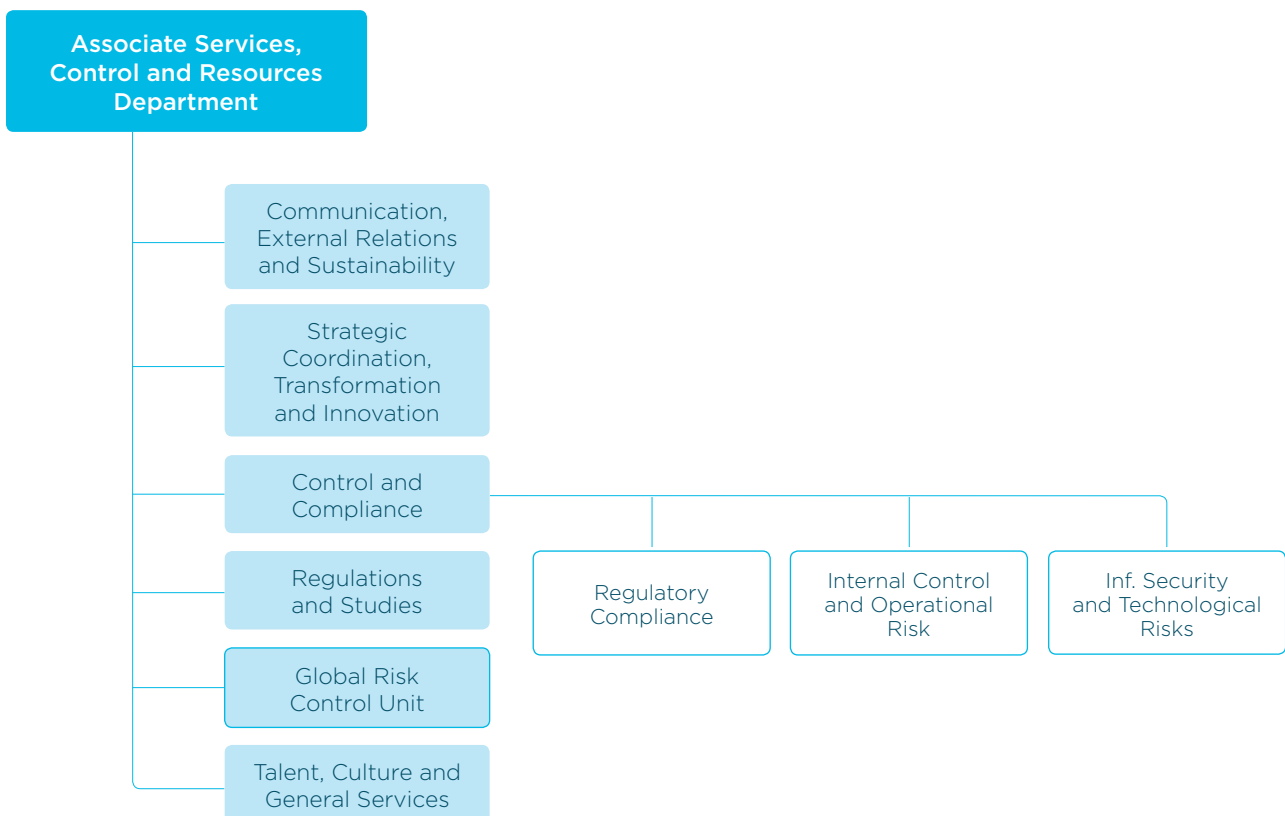 Associate Services,
Control and Resources
Department
Communication,
External Relations
and Sustainability
Strategic
Coordination,
Transformation
and Innovation
Control and
Compliance
Regulatory
Compliance
Internal Control
and Operational
Risk
Inf. Security
and Technological
Risks
Regulations
and Studies
Global Risk
Control Unit
Talent, Culture and
General Services